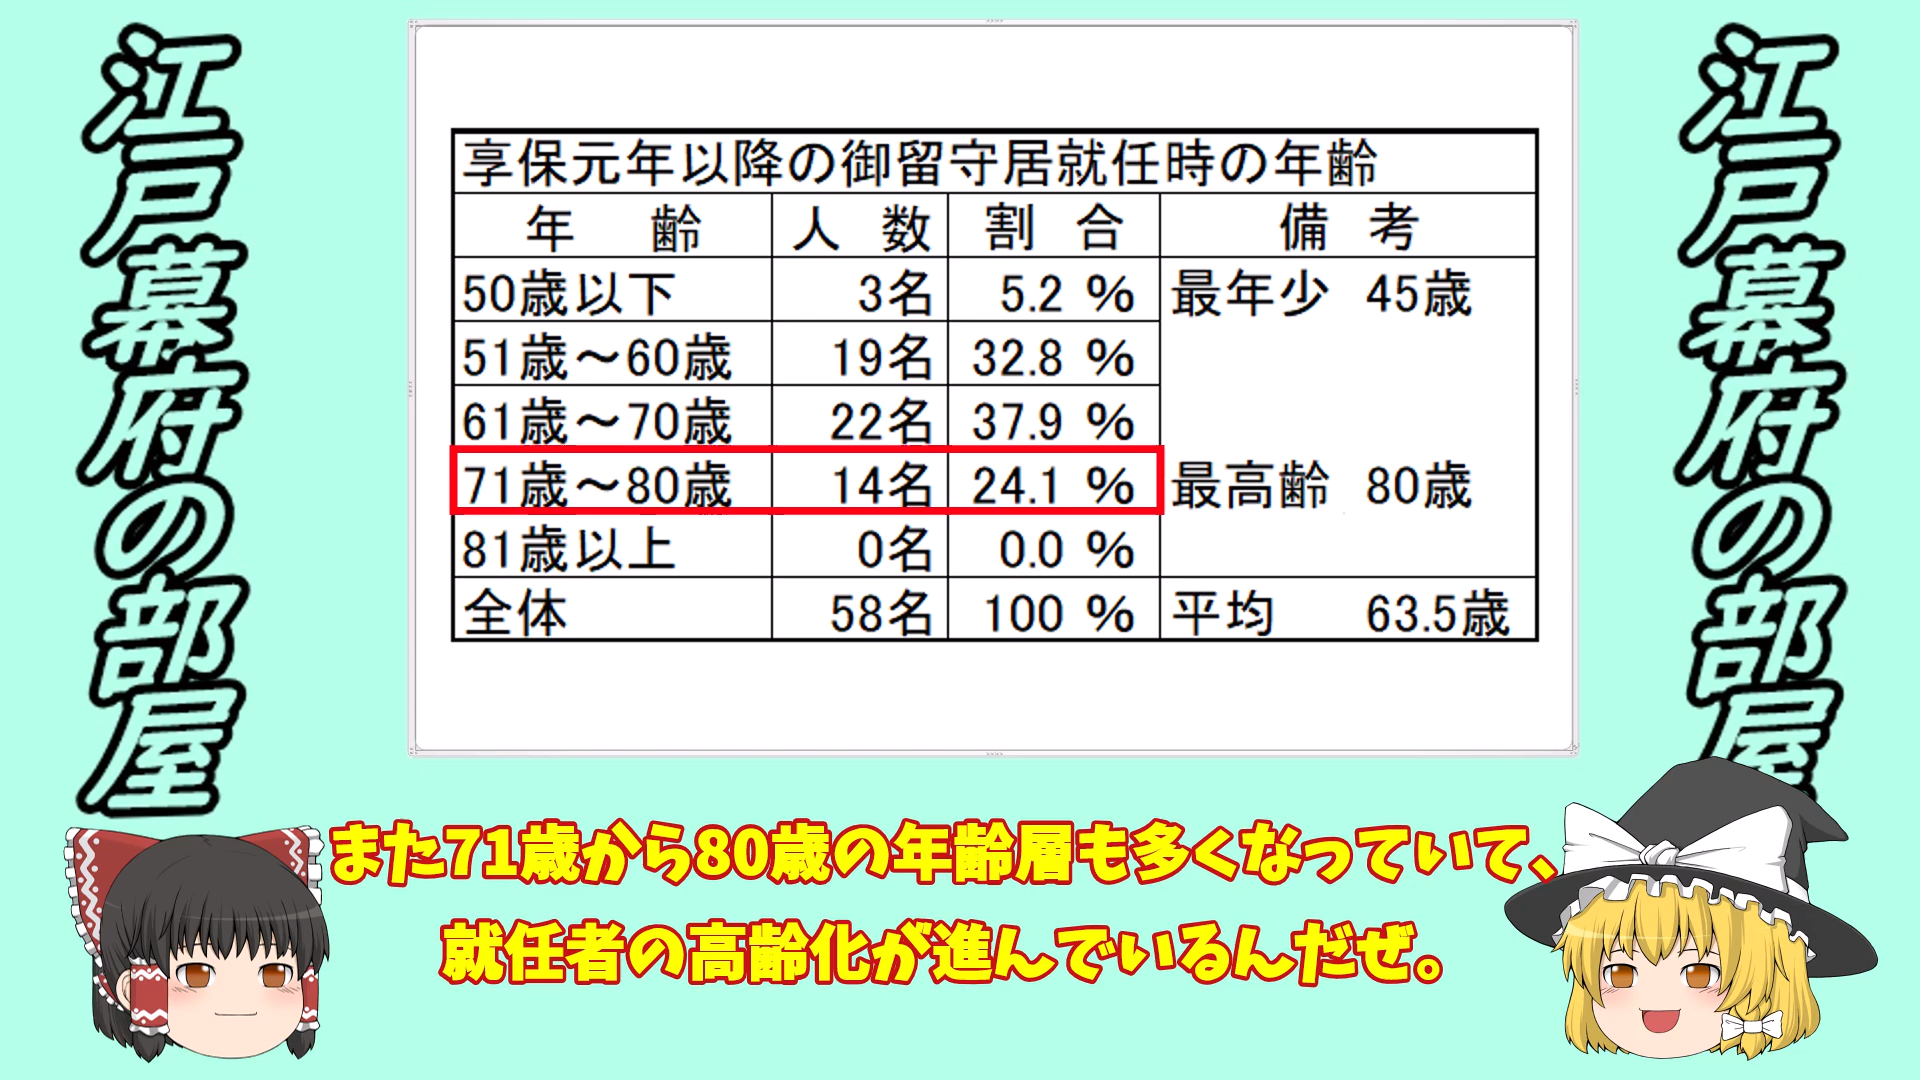 江戸幕府の部屋
享保元年以降の御留守居就任時の年齢
年 齢 人 数 割 合 備 考
50歳以下 3名 5.2 % 最年少 45歳
51歳～60歳 19名 32.8 %
61歳～70歳 22名 37.9 %
71歳～80歳 14名 24.1 % 最高齢 80歳
81歳以上 0名 0.0 %
全体 58名 100 % 平均 63.5歳
江戸幕府の部屋
また71歳から80歳の年齢層も多くなっていて、
就任者の高齢化が進んでいるんだぜ。